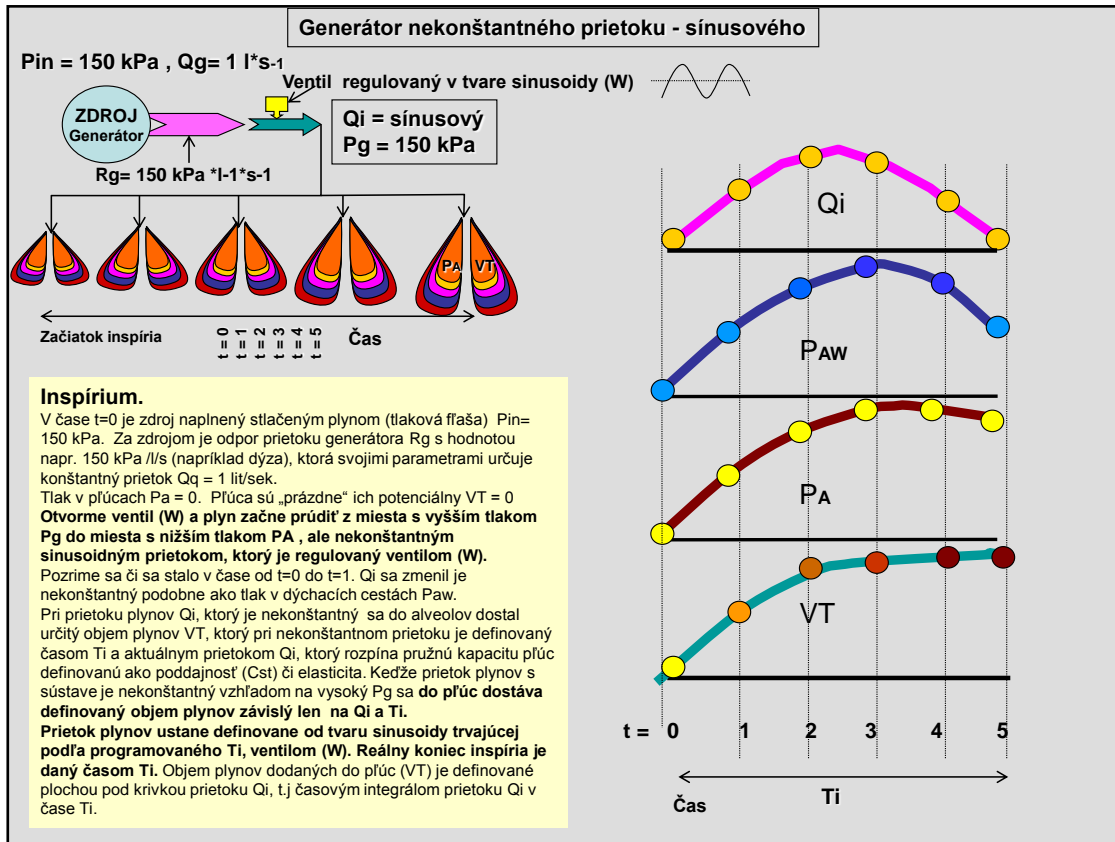 Generátor nekonštantného prietoku - sínusového
Pin = 150 kPa , Qg= 1 l*s-1
Ventil regulovaný v tvare sinusoidy (W)
ZDROJ
Generátor
Qi = sínusový
Pg = 150 kPa
Rg= 150 kPa *l-1*s-1
PA VT
Začiatok inspíria
t = 0
t = 1
t = 2
t = 3
t = 4
t = 5
Čas
Inspírium.
V čase t=0 je zdroj naplnený stlačeným plynom (tlaková fľaša) Pin=
150 kPa. Za zdrojom je odpor prietoku generátora Rg s hodnotou
napr. 150 kPa /l/s (napríklad dýza), ktorá svojimi parametrami určuje
konštantný prietok Qq = 1 lit/sek.
Tlak v pľúcach Pa = 0. Pľúca sú „prázdne“ ich potenciálny VT = 0
Otvorme ventil (W) a plyn začne prúdiť z miesta s vyšším tlakom
Pg do miesta s nižším tlakom PA , ale nekonštantným
sinusoidným prietokom, ktorý je regulovaný ventilom (W).
Pozrime sa či sa stalo v čase od t=0 do t=1. Qi sa zmenil je
nekonštantný podobne ako tlak v dýchacích cestách Paw.
Pri prietoku plynov Qi, ktorý je nekonštantný sa do alveolov dostal
určitý objem plynov VT, ktorý pri nekonštantnom prietoku je definovaný
časom Ti a aktuálnym prietokom Qi, ktorý rozpína pružnú kapacitu pľúc
definovanú ako poddajnosť (Cst) či elasticita. Keďže prietok plynov s
sústave je nekonštantný vzhľadom na vysoký Pg sa do pľúc dostáva
definovaný objem plynov závislý len na Qi a Ti.
Prietok plynov ustane definovane od tvaru sinusoidy trvajúcej
podľa programovaného Ti, ventilom (W). Reálny koniec inspíria je
daný časom Ti. Objem plynov dodaných do pľúc (VT) je definované
plochou pod krivkou prietoku Qi, t.j časovým integrálom prietoku Qi v
čase Ti.
Qi
PAW
PA
VT
t = 0 1 2 3 4 5
Čas
Ti